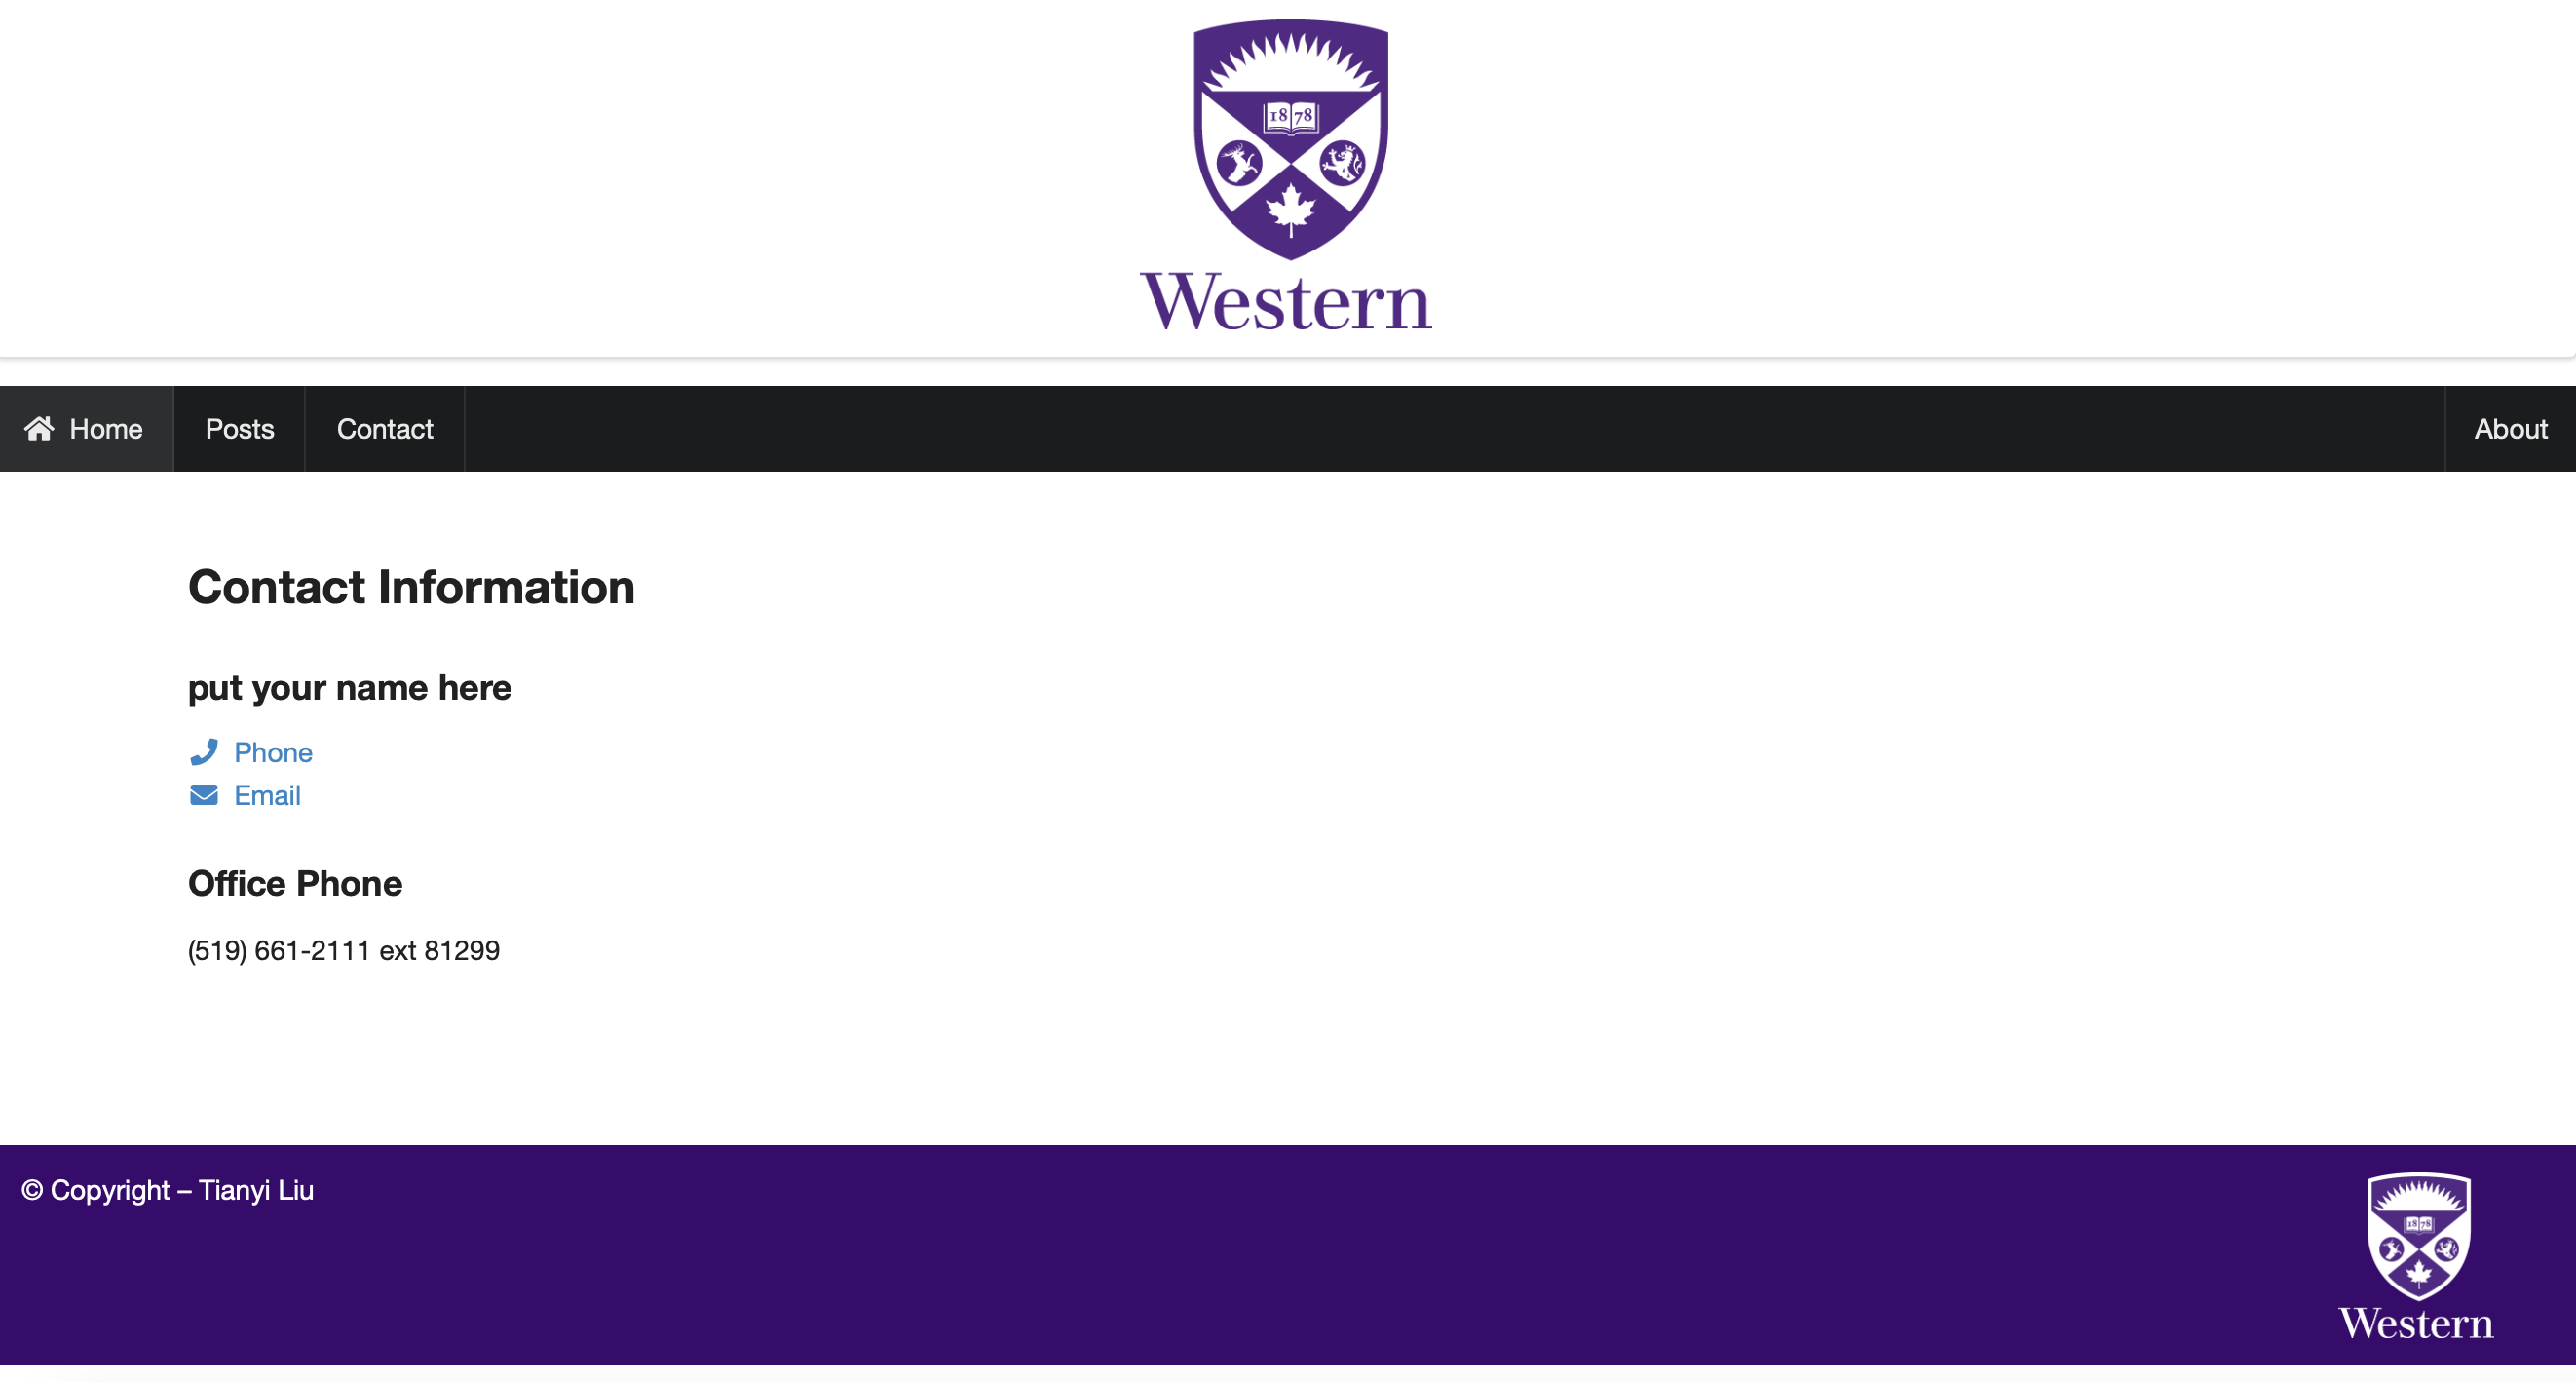 18 78
Western
Home Posts Contact About
Contact Information
put your name here
Phone
Email
Office Phone
(519) 661-2111 ext 81299
© Copyright – Tianyi Liu
18 78
Western